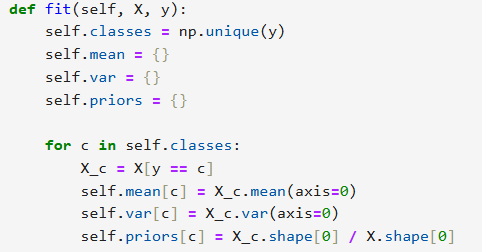 def fit(self, X, y):
    self.classes = np.unique(y)
    self.mean = {}
    self.var = {}
    self.priors = {}

    for c in self.classes:
        X_c = X[y == c]
        self.mean[c] = X_c.mean(axis=0)
        self.var[c] = X_c.var(axis=0)
        self.priors[c] = X_c.shape[0] / X.shape[0]